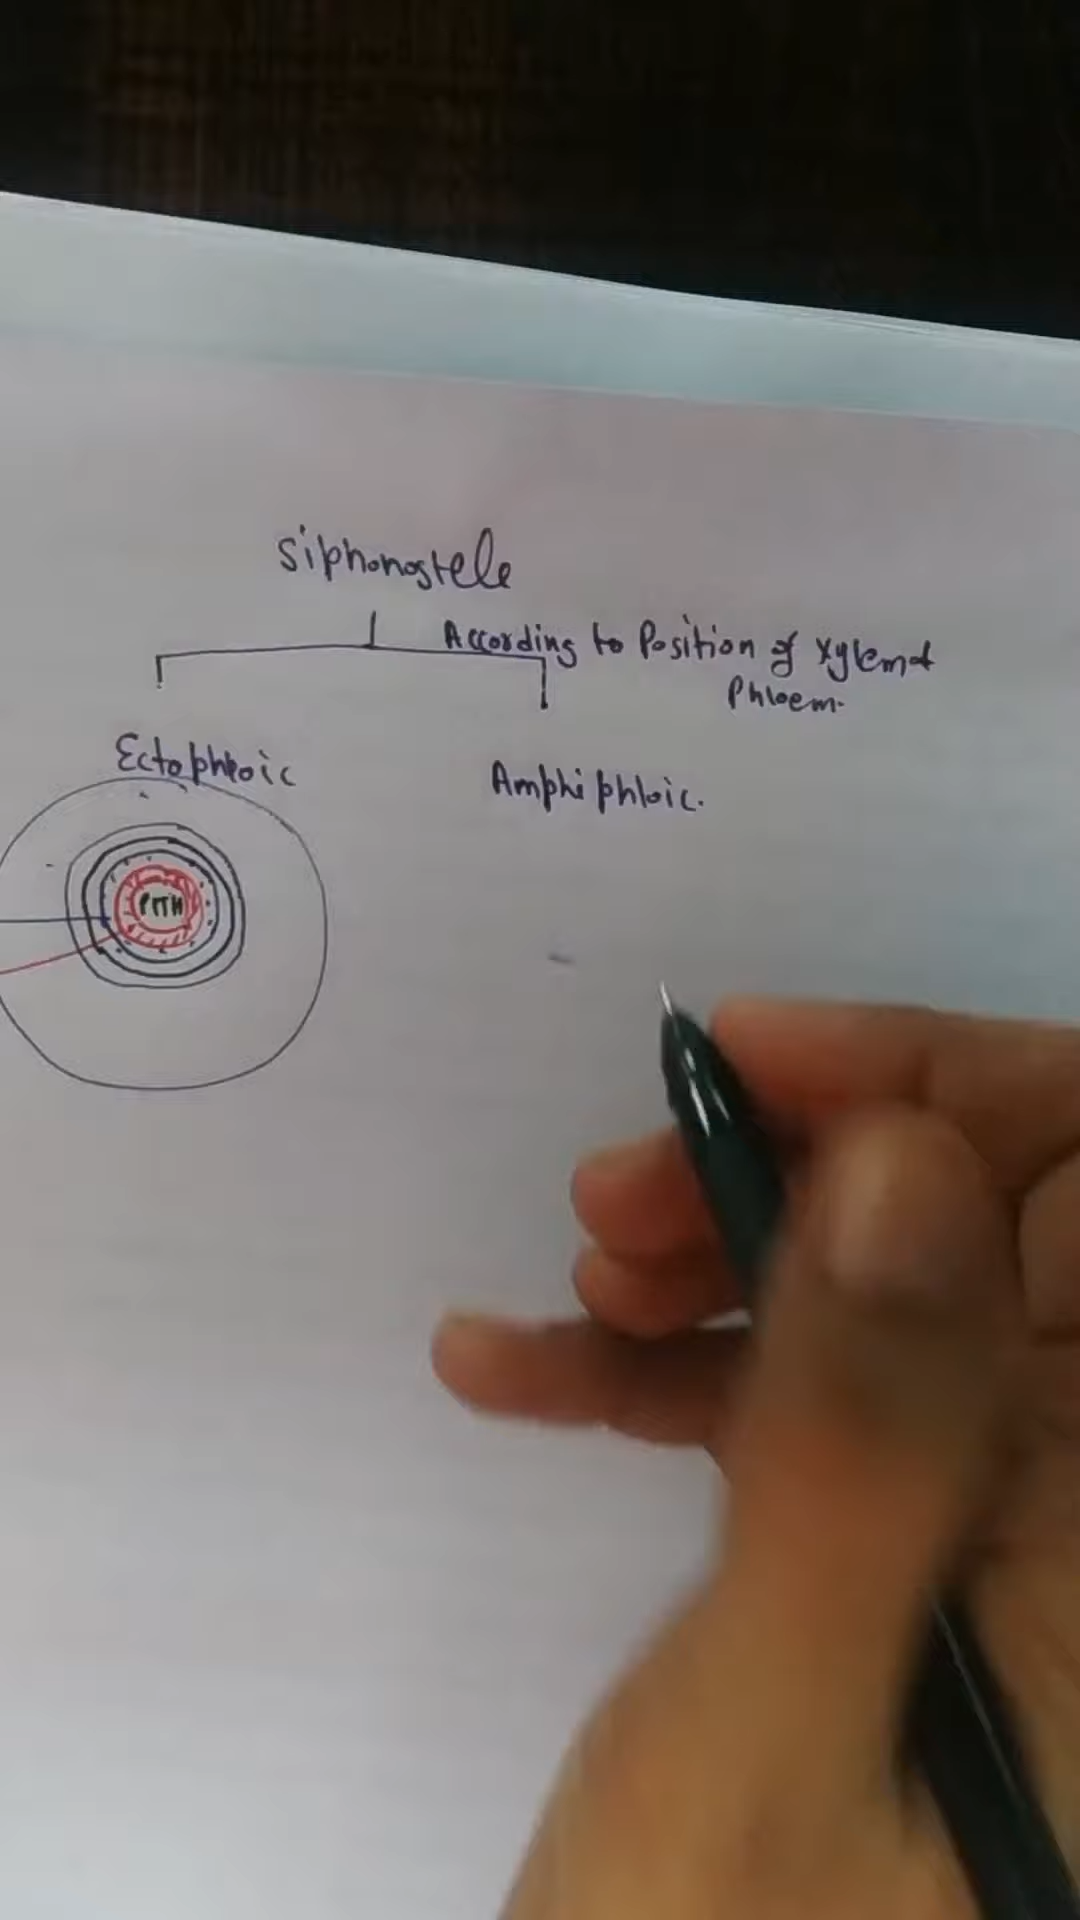 Siphonostele
According to Position of Xylem &
Phloem.
Ectophloic
Amphiphloic.
PITH